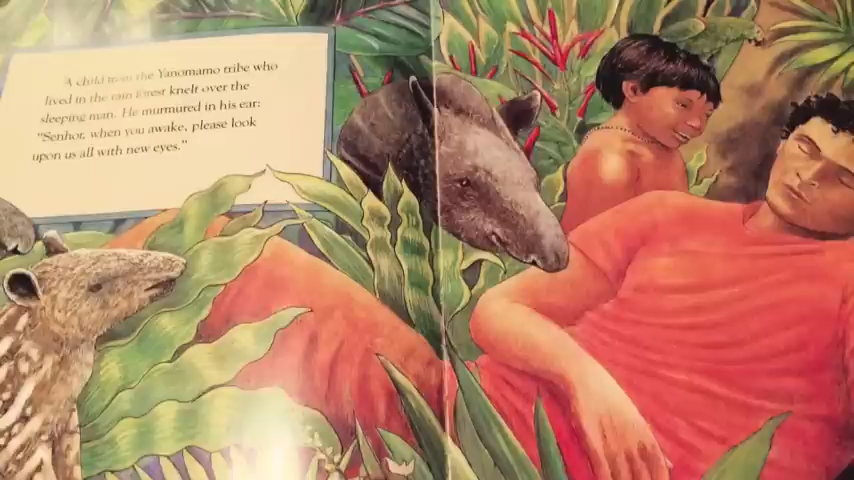 A child from the Yanomamo tribe who
lived in the rain forest knelt over the
sleeping man. He murmured in his ear:
"Senhor, when you awake, please look
upon us all with new eyes."